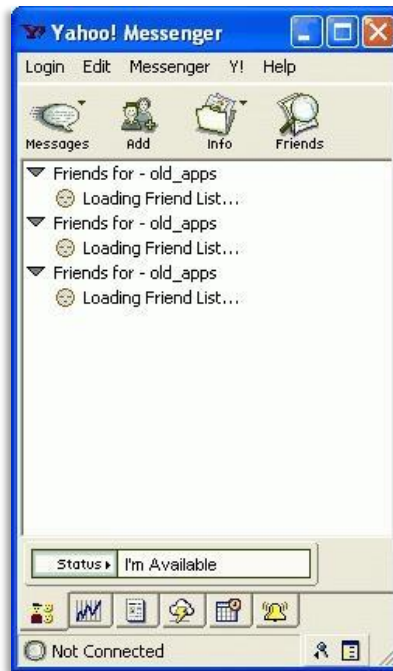 Yahoo! Messenger
Login Edit Messenger Y! Help
Messages Add Info Friends
Friends for - old_apps
Loading Friend List...
Friends for - old_apps
Loading Friend List...
Friends for - old_apps
Loading Friend List...
Status I'm Available
Not Connected